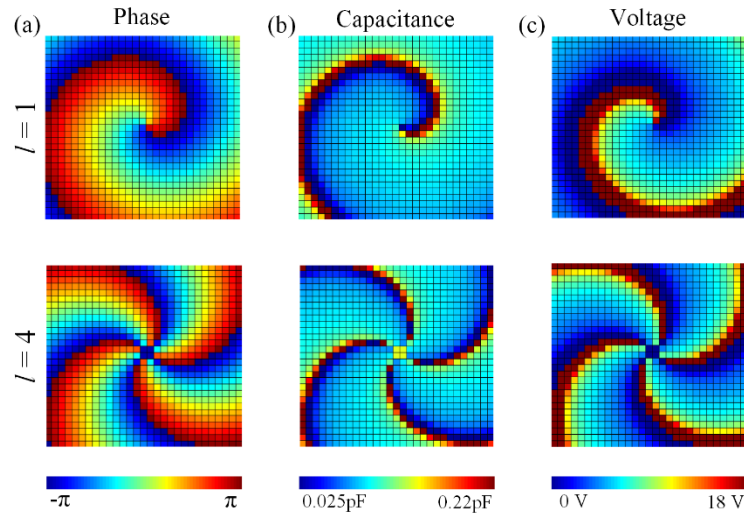 (a) Phase (b) Capacitance (c) Voltage
l = 1
l = 4
-π π 0.025pF 0.22pF 0 V 18 V